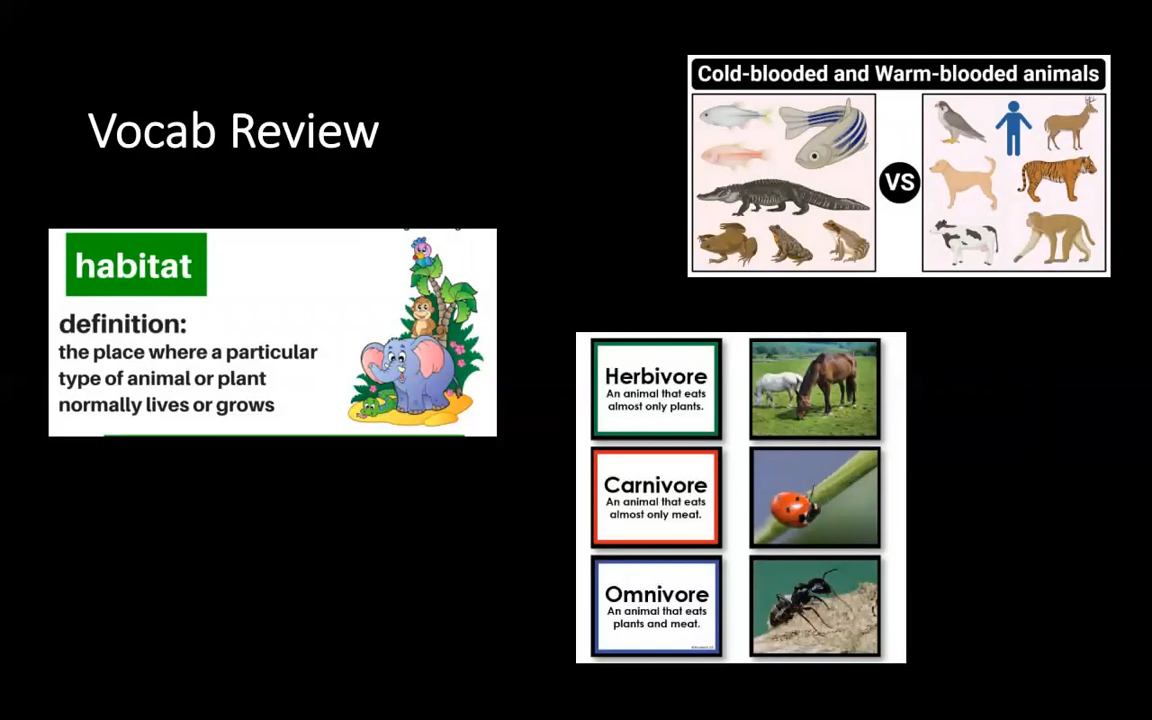 Vocab Review
habitat
definition:
the place where a particular
type of animal or plant
normally lives or grows
Cold-blooded and Warm-blooded animals
VS
Herbivore
An animal that eats
almost only plants.
Carnivore
An animal that eats
almost only meat.
Omnivore
An animal that eats
plants and meat.